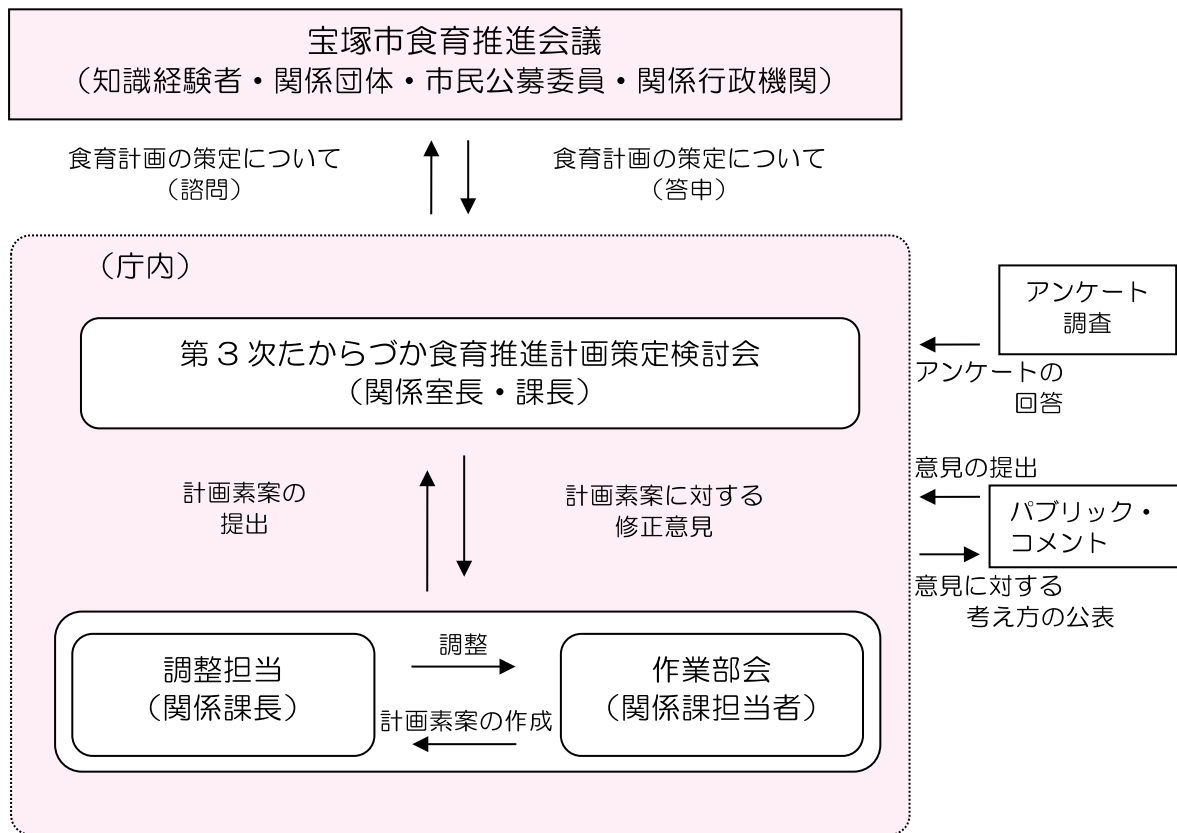 宝塚市食育推進会議
（知識経験者・関係団体・市民公募委員・関係行政機関）
食育計画の策定について
（諮問）
食育計画の策定について
（答申）
（庁内）
第３次たからづか食育推進計画策定検討会
（関係室長・課長）
アンケート
調査
アンケートの
回答
計画素案の
提出
計画素案に対する
修正意見
意見の提出
パブリック・
コメント
意見に対する
考え方の公表
調整担当
（関係課長）
調整
計画素案の作成
作業部会
（関係課担当者）